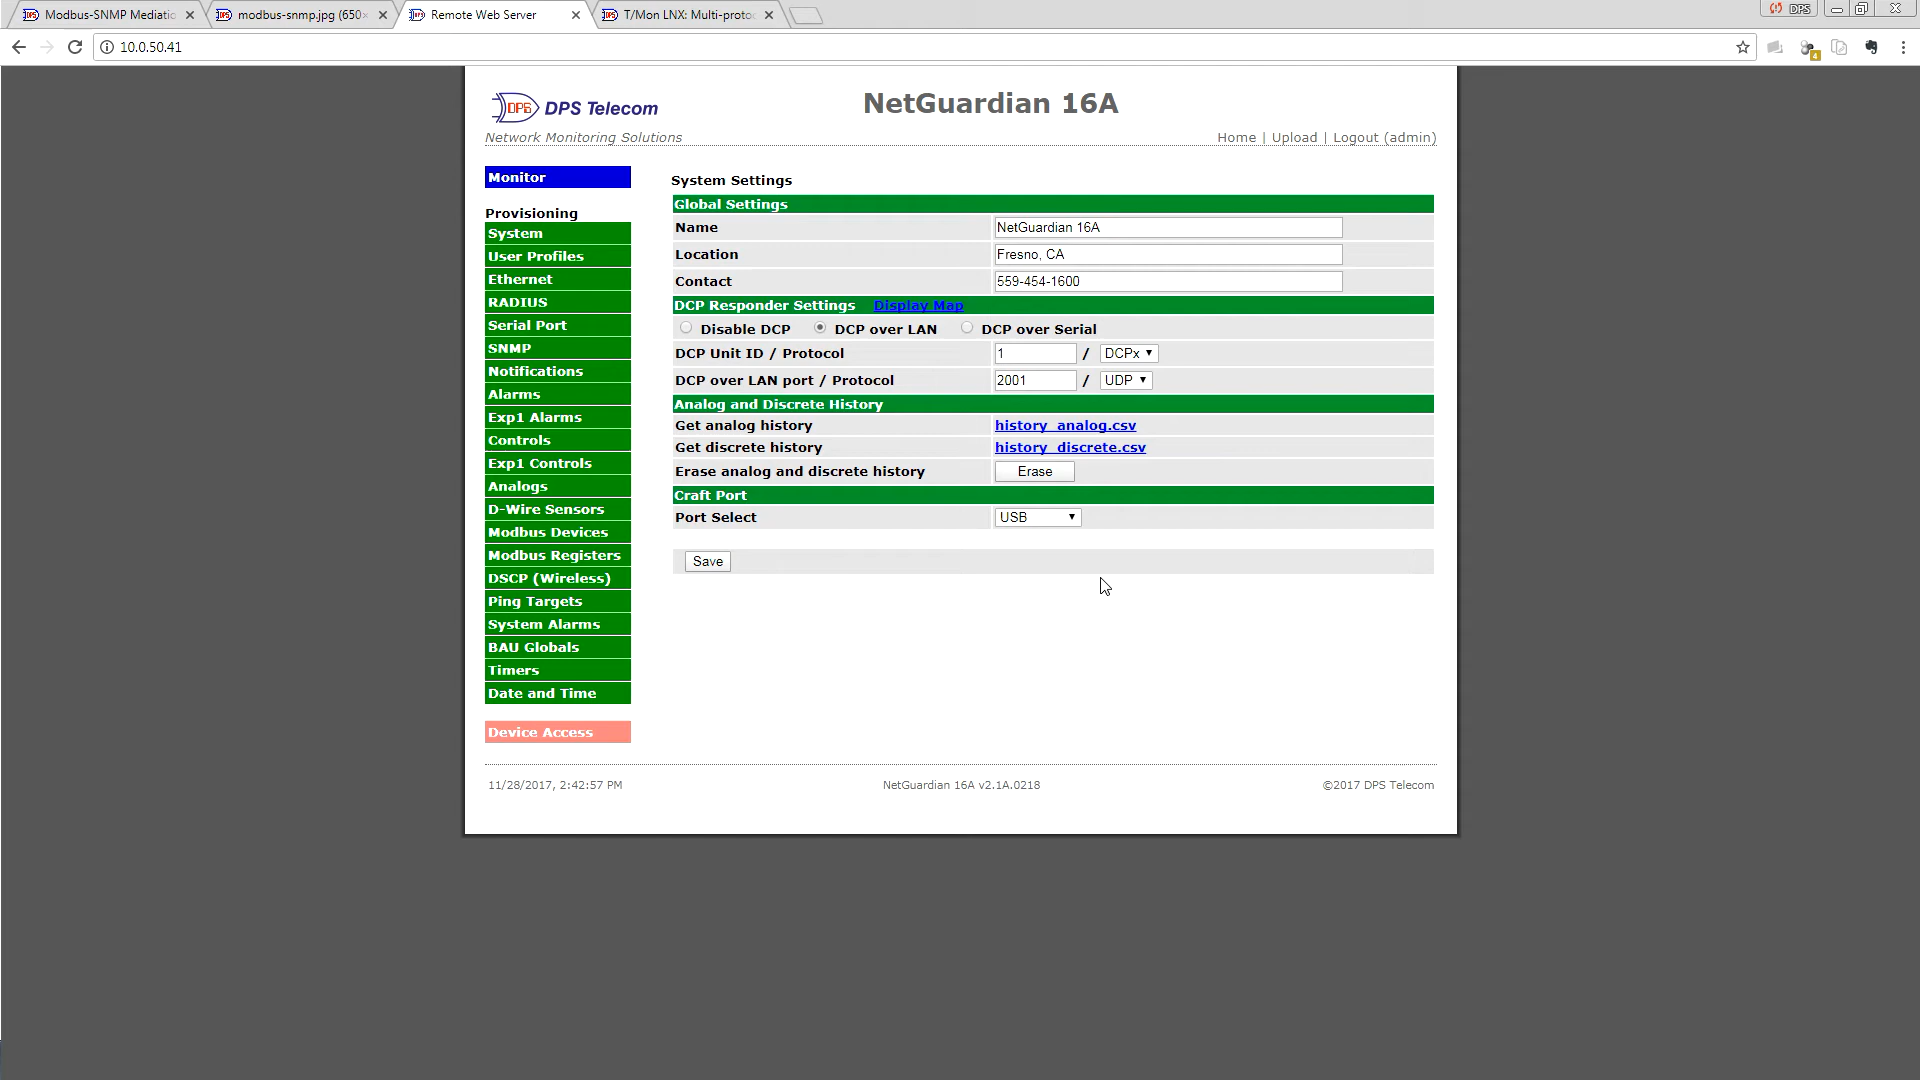 Modbus-SNMP Mediatic
modbus-snmp.jpg (650×
Remote Web Server
T/Mon LNX: Multi-proto
DPS
10.0.50.41
4
DPS DPS Telecom
NetGuardian 16A
Network Monitoring Solutions
Home | Upload | Logout (admin)
Monitor
Provisioning
System
User Profiles
Ethernet
RADIUS
Serial Port
SNMP
Notifications
Alarms
Exp1 Alarms
Controls
Exp1 Controls
Analogs
D-Wire Sensors
Modbus Devices
Modbus Registers
DSCP (Wireless)
Ping Targets
System Alarms
BAU Globals
Timers
Date and Time
Device Access
System Settings
Global Settings
Name NetGuardian 16A
Location Fresno, CA
Contact 559-454-1600
DCP Responder Settings Display Map
Disable DCP DCP over LAN DCP over Serial
DCP Unit ID / Protocol 1 / DCPx
DCP over LAN port / Protocol 2001 / UDP
Analog and Discrete History
Get analog history history_analog.csv
Get discrete history history_discrete.csv
Erase analog and discrete history Erase
Craft Port
Port Select USB
Save
11/28/2017, 2:42:57 PM
NetGuardian 16A v2.1A.0218
©2017 DPS Telecom